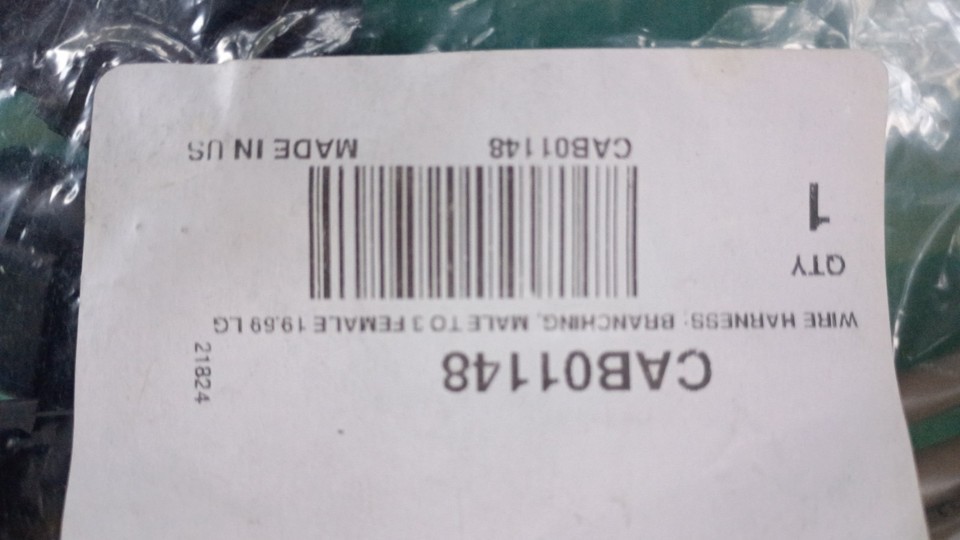 CAB01148
21824
WIRE HARNESS: BRANCHING, MALE TO 3 FEMALE 19.69 LG
QTY
1
CAB01148 MADE IN US